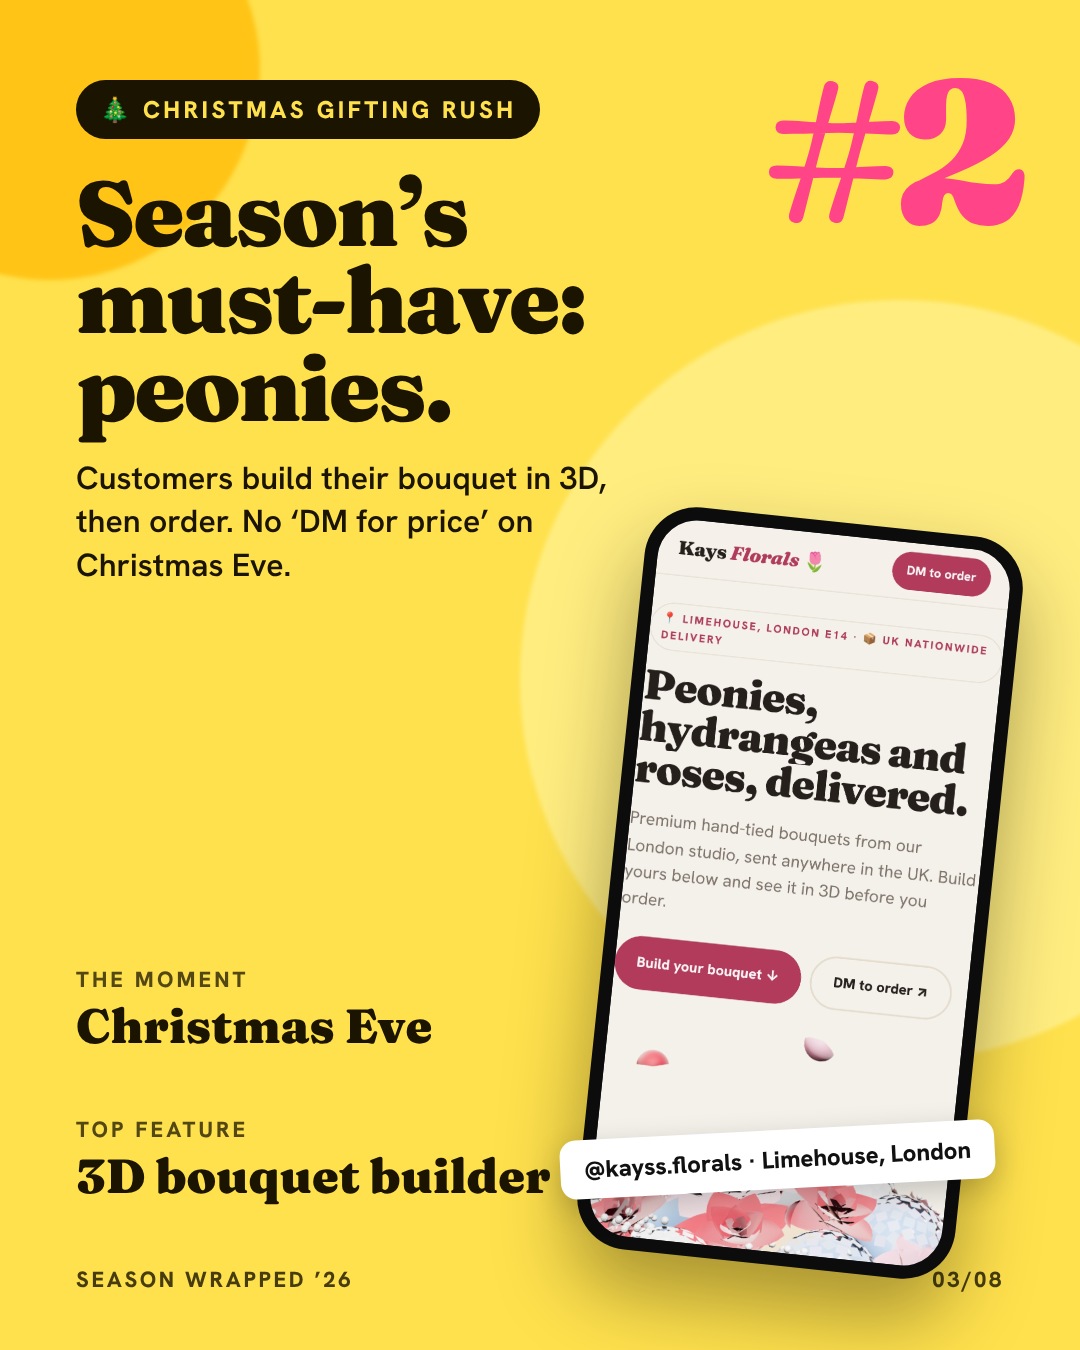 🎄 CHRISTMAS GIFTING RUSH
#2
Season’s
must-have:
peonies.
Customers build their bouquet in 3D,
then order. No ‘DM for price’ on
Christmas Eve.
Kays Florals 🌷
DM to order
📍 LIMEHOUSE, LONDON E14 · 📦 UK NATIONWIDE
DELIVERY
Peonies,
hydrangeas and
roses, delivered.
Premium hand-tied bouquets from our
London studio, sent anywhere in the UK. Build
yours below and see it in 3D before you
order.
Build your bouquet ↓
DM to order ↗
THE MOMENT
Christmas Eve
TOP FEATURE
3D bouquet builder
@kayss.florals · Limehouse, London
SEASON WRAPPED ’26
03/08